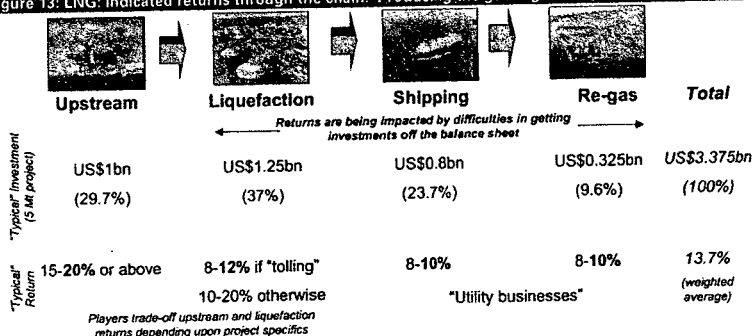 Figure 13: LNG: Indicated returns through the chain.
Upstream Liquefaction Shipping Re-gas Total
Returns are being impacted by difficulties in getting
investments off the balance sheet
"Typical" Investment
(5 Mt project)
US$1bn US$1.25bn US$0.8bn US$0.325bn US$3.375bn
(29.7%) (37%) (23.7%) (9.6%) (100%)
"Typical"
Return
15-20% or above 8-12% if "tolling" 8-10% 8-10% 13.7%
10-20% otherwise "Utility businesses" (weighted
average)
Players trade-off upstream and liquefaction
returns depending upon project specifics